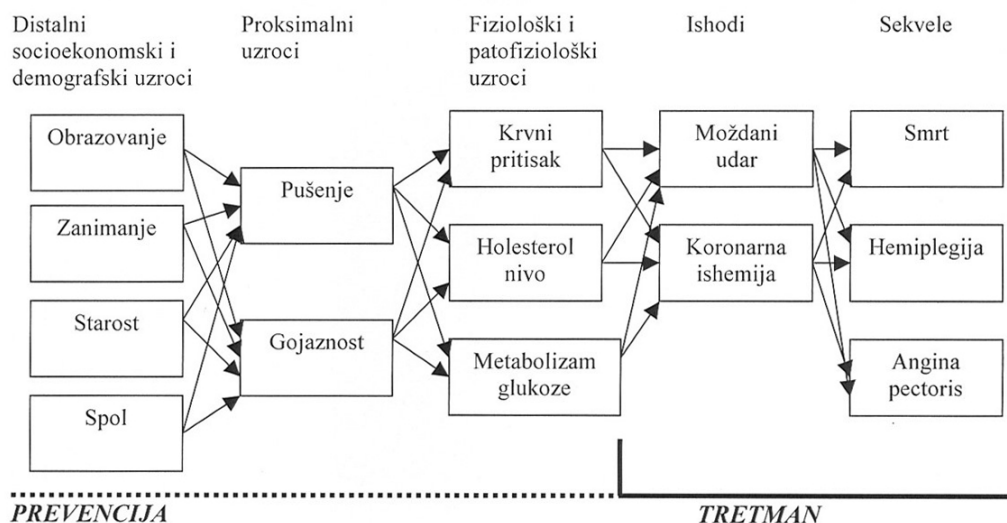 Distalni
socioekonomski i
demografski uzroci
Proksimalni
uzroci
Fiziološki i
patofiziološki
uzroci
Ishodi
Sekvele
Obrazovanje
Zanimanje
Starost
Spol
Pušenje
Gojaznost
Krvni
pritisak
Holesterol
nivo
Metabolizam
glukoze
Moždani
udar
Koronarna
ishemija
Smrt
Hemiplegija
Angina
pectoris
PREVENCIJA
TRETMAN